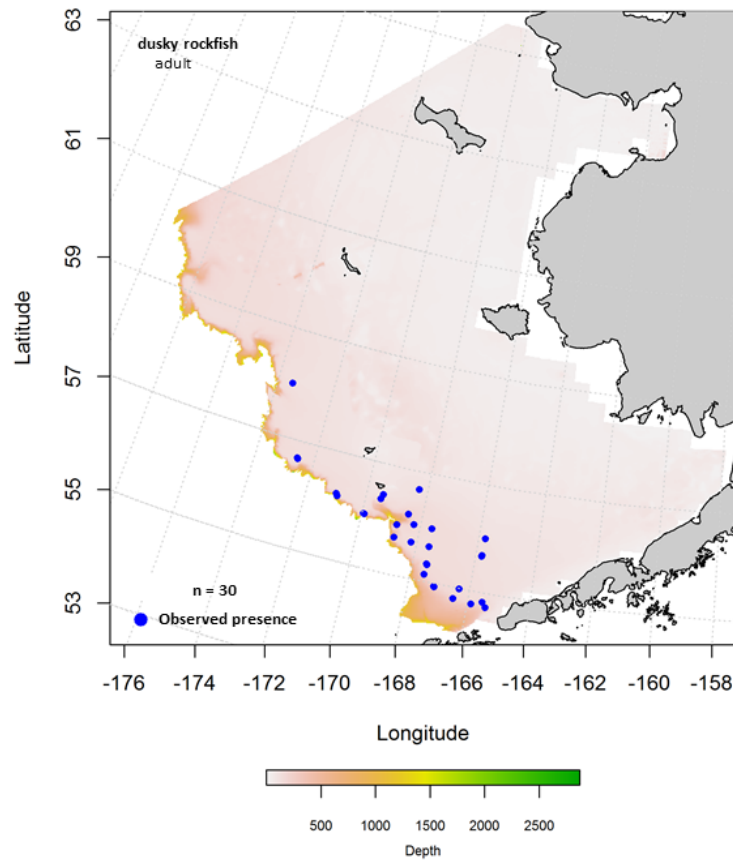 dusky rockfish
adult
63
61
59
57
55
53
Latitude
n = 30
Observed presence
-176 -174 -172 -170 -168 -166 -164 -162 -160 -158
Longitude
500 1000 1500 2000 2500
Depth